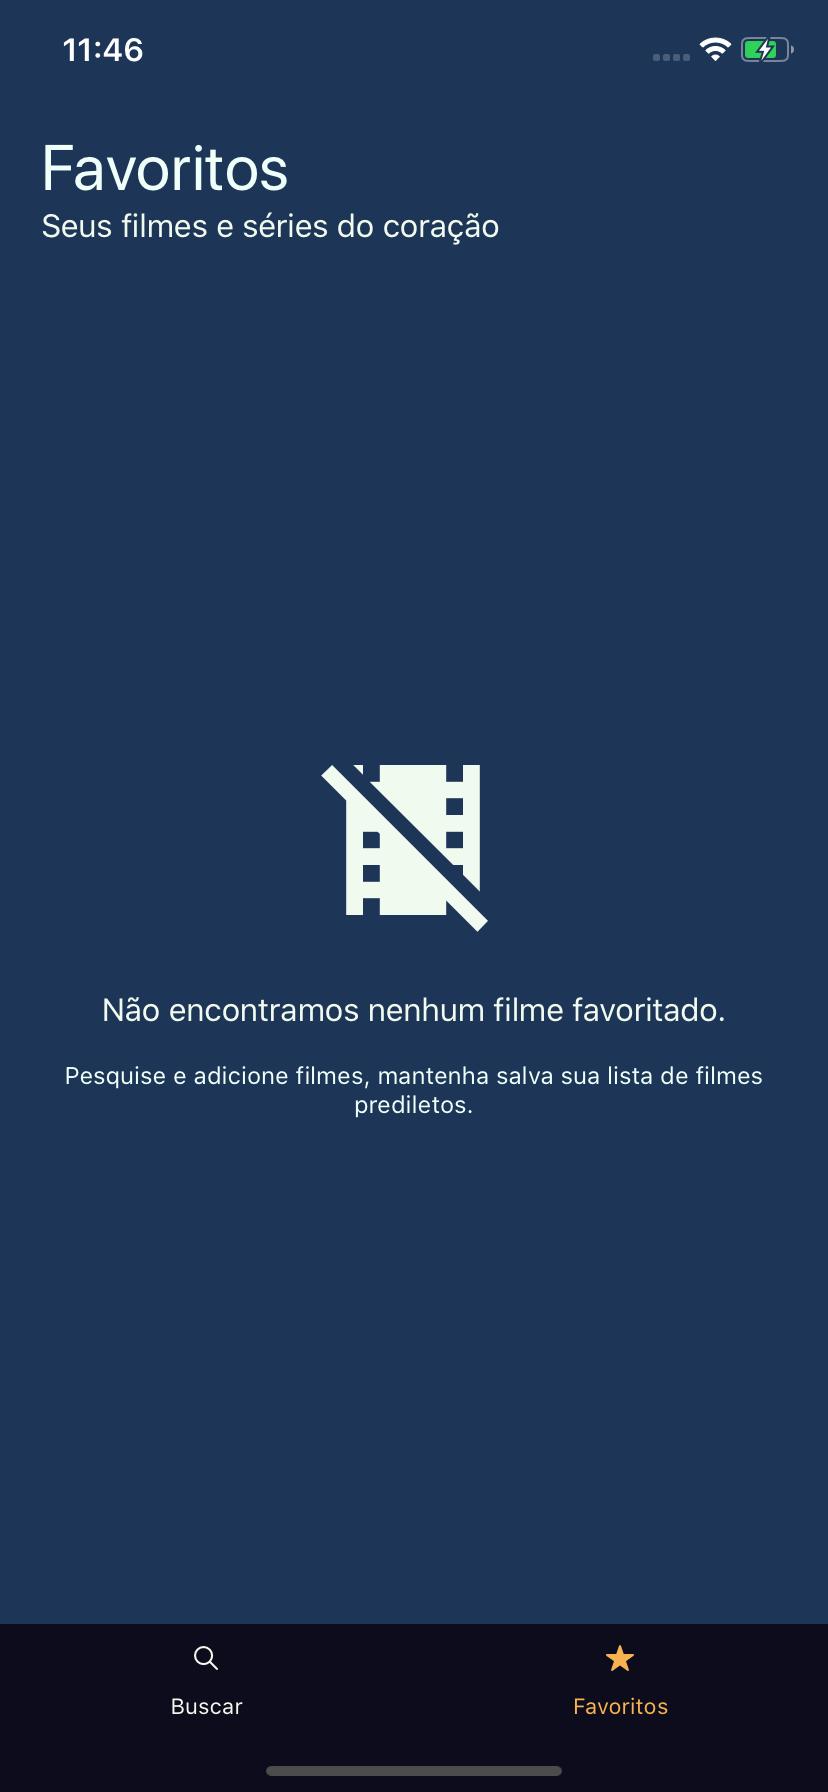 11:46
Favoritos
Seus filmes e séries do coração
Não encontramos nenhum filme favoritado.
Pesquise e adicione filmes, mantenha salva sua lista de filmes
prediletos.
Buscar
Favoritos